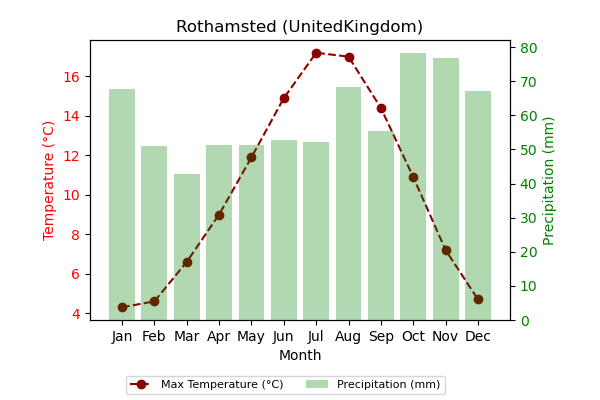 Rothamsted (UnitedKingdom)
Temperature (°C)
16
14
12
10
8
6
4
80
70
60
50
40
30
20
10
0
Precipitation (mm)
Jan Feb Mar Apr May Jun Jul Aug Sep Oct Nov Dec
Month
Max Temperature (°C) Precipitation (mm)